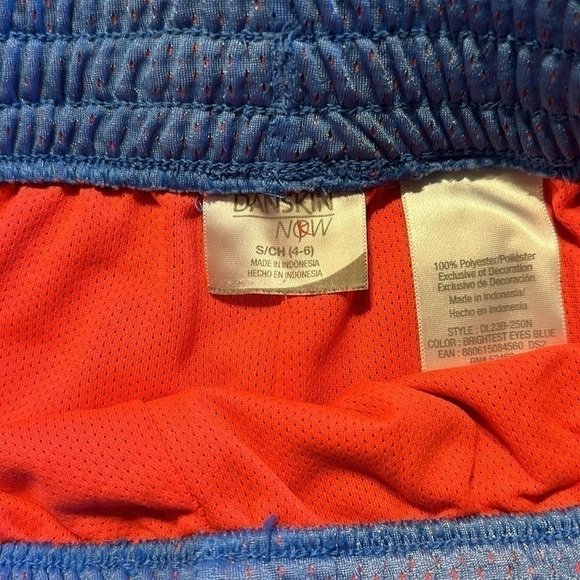 DANSKIN
NOW
S/CH (4-6)
MADE IN INDONESIA
HECHO EN INDONESIA
100% Polyester/Poliéster
Exclusive of Decoration
Exclusivo de Decoración
Made in Indonesia/
Hecho en Indonesia
STYLE : DL23B-250N
COLOR : BRIGHTEST EYES BLUE
EAN : 880615084560 DS2